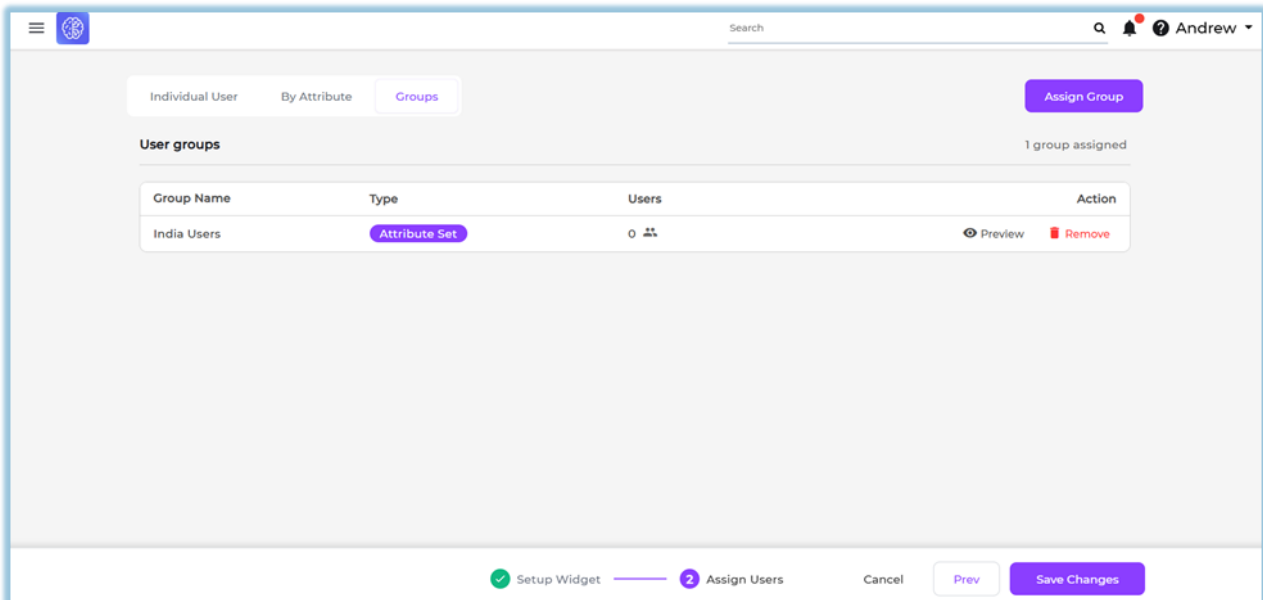 Search
Andrew
Individual User By Attribute Groups
Assign Group
User groups
1 group assigned
Group Name Type Users Action
India Users Attribute Set 0 Preview Remove
Setup Widget 2 Assign Users Cancel Prev Save Changes